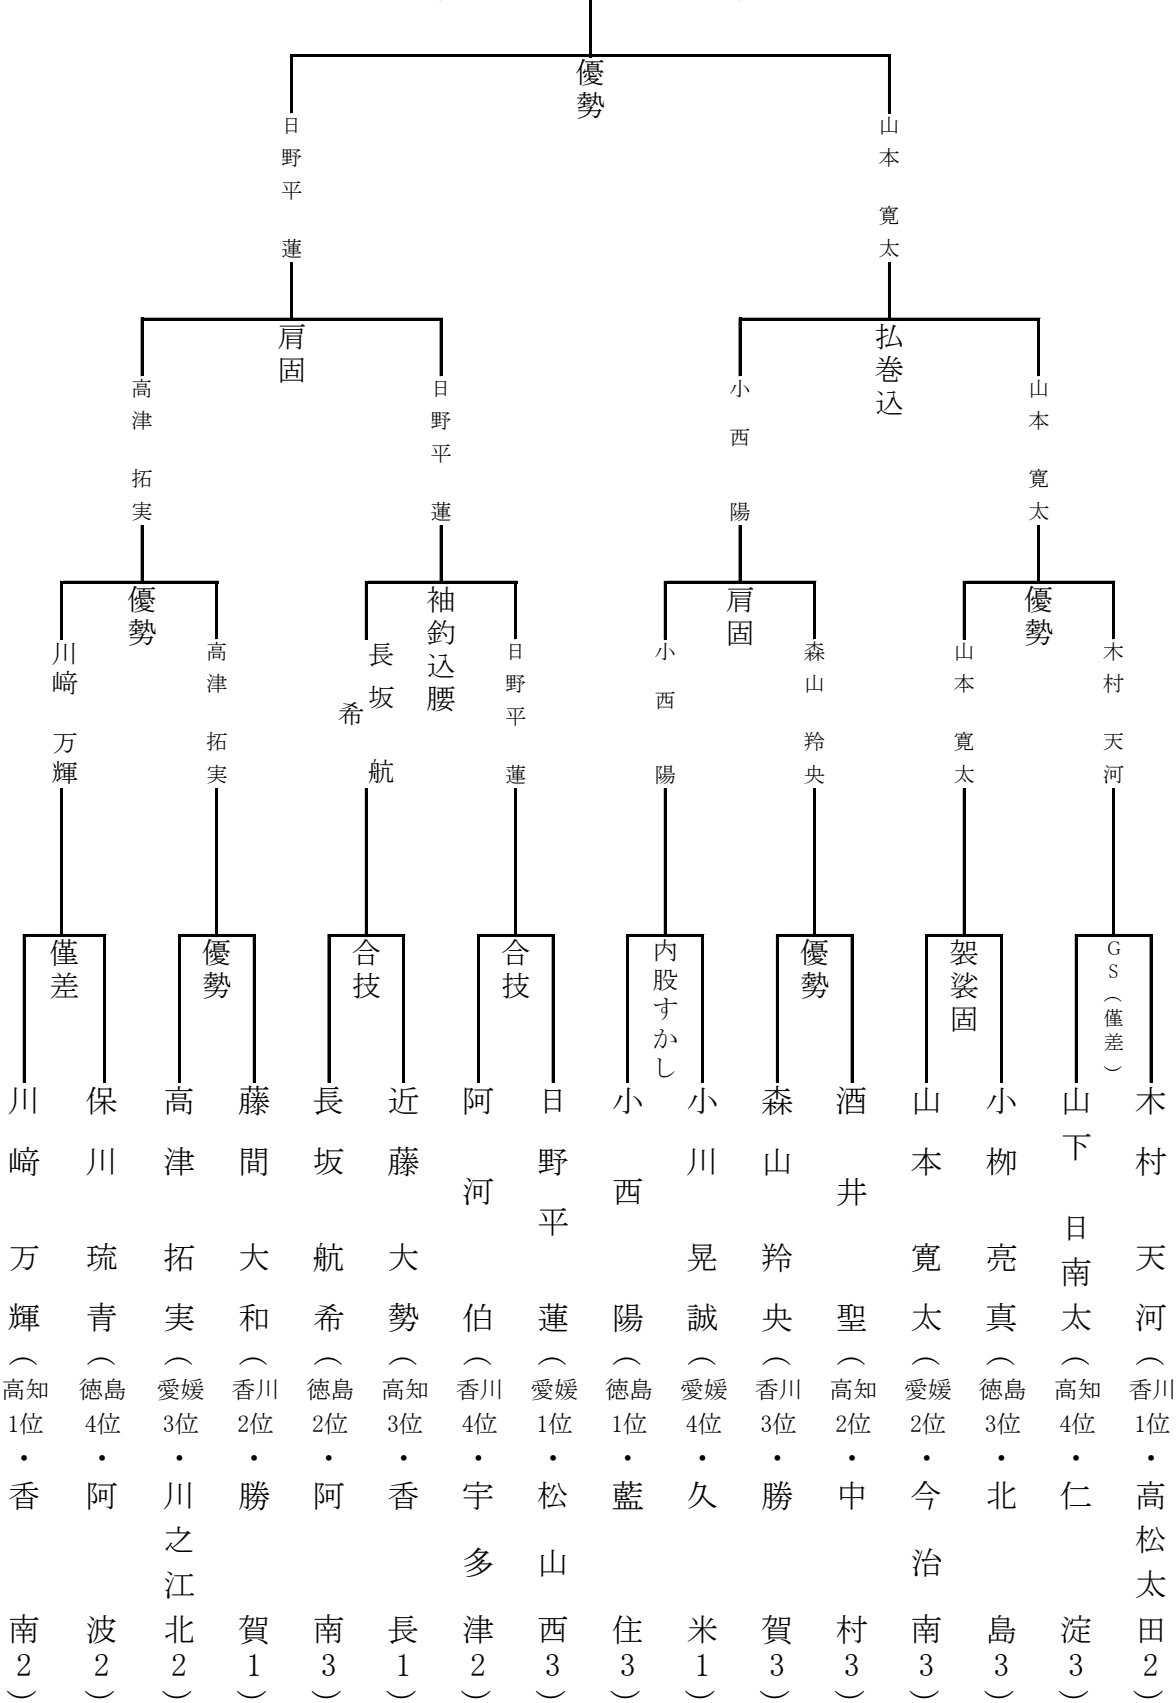 優勢
日野平 蓮
山本 寛太
肩固
払巻込
高津 拓実
日野平 蓮
小西 陽
山本 寛太
優勢
袖釣込腰
肩固
優勢
川﨑 万輝
高津 拓実
長坂 航希
日野平 蓮
小西 陽
森山 羚央
山本 寛太
木村 天河
僅差
優勢
合技
合技
内股すかし
優勢
袈裟固
GS(僅差)
川﨑 万輝(高知1位・香南2)
保川 琉青(徳島4位・阿波2)
高津 拓実(愛媛3位・川之江北2)
藤間 大和(香川2位・勝賀1)
長坂 航希(徳島2位・阿南3)
近藤 大勢(高知3位・香長1)
阿河 伯(香川4位・宇多津2)
日野平 蓮(愛媛1位・松山西3)
小西 陽(徳島1位・藍住3)
小川 晃誠(愛媛4位・久米1)
森山 羚央(香川3位・勝賀3)
酒井 聖(高知2位・中村3)
山本 寛太(愛媛2位・今治南3)
小栁 亮真(徳島3位・北島3)
山下 日南太(高知4位・仁淀3)
木村 天河(香川1位・高松太田2)